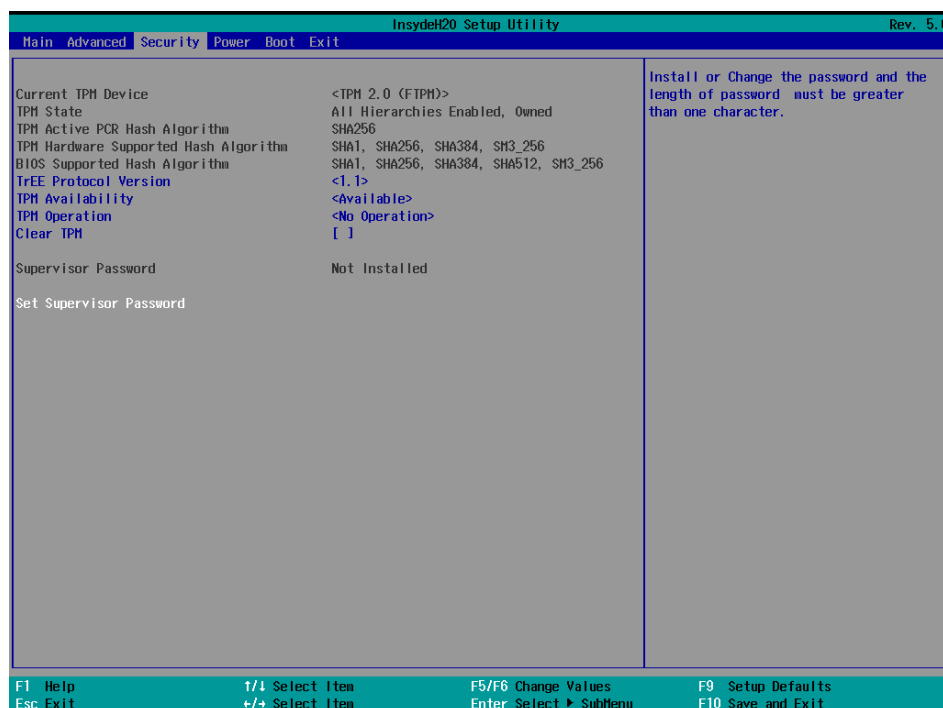 InsydeH20 Setup Utility Rev. 5.
Main Advanced Security Power Boot Exit
Install or Change the password and the
length of password must be greater
than one character.
Current TPM Device <TPM 2.0 (FTPM)>
TPM State All Hierarchies Enabled, Owned
TPM Active PCR Hash Algorithm SHA256
TPM Hardware Supported Hash Algorithm SHA1, SHA256, SHA384, SM3_256
BIOS Supported Hash Algorithm SHA1, SHA256, SHA384, SHA512, SM3_256
TrEE Protocol Version <1.1>
TPM Availability <Available>
TPM Operation <No Operation>
Clear TPM [ ]
Supervisor Password Not Installed
Set Supervisor Password
F1 Help ↑/↓ Select Item F5/F6 Change Values F9 Setup Defaults
Esc Exit ←/→ Select Item Enter Select ▶ SubMenu F10 Save and Exit